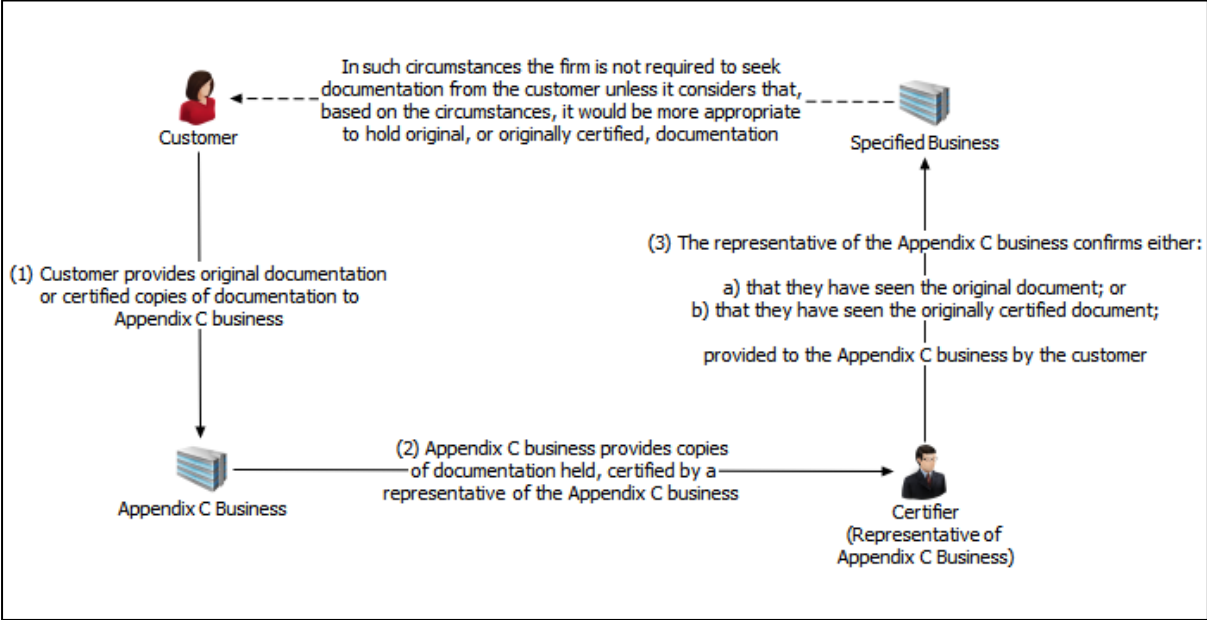 In such circumstances the firm is not required to seek
documentation from the customer unless it considers that,
based on the circumstances, it would be more appropriate
to hold original, or originally certified, documentation
Customer
Specified Business
(1) Customer provides original documentation
or certified copies of documentation to
Appendix C business
(3) The representative of the Appendix C business confirms either:
a) that they have seen the original document; or
b) that they have seen the originally certified document;
provided to the Appendix C business by the customer
(2) Appendix C business provides copies
of documentation held, certified by a
representative of the Appendix C business
Appendix C Business
Certifier
(Representative of
Appendix C Business)